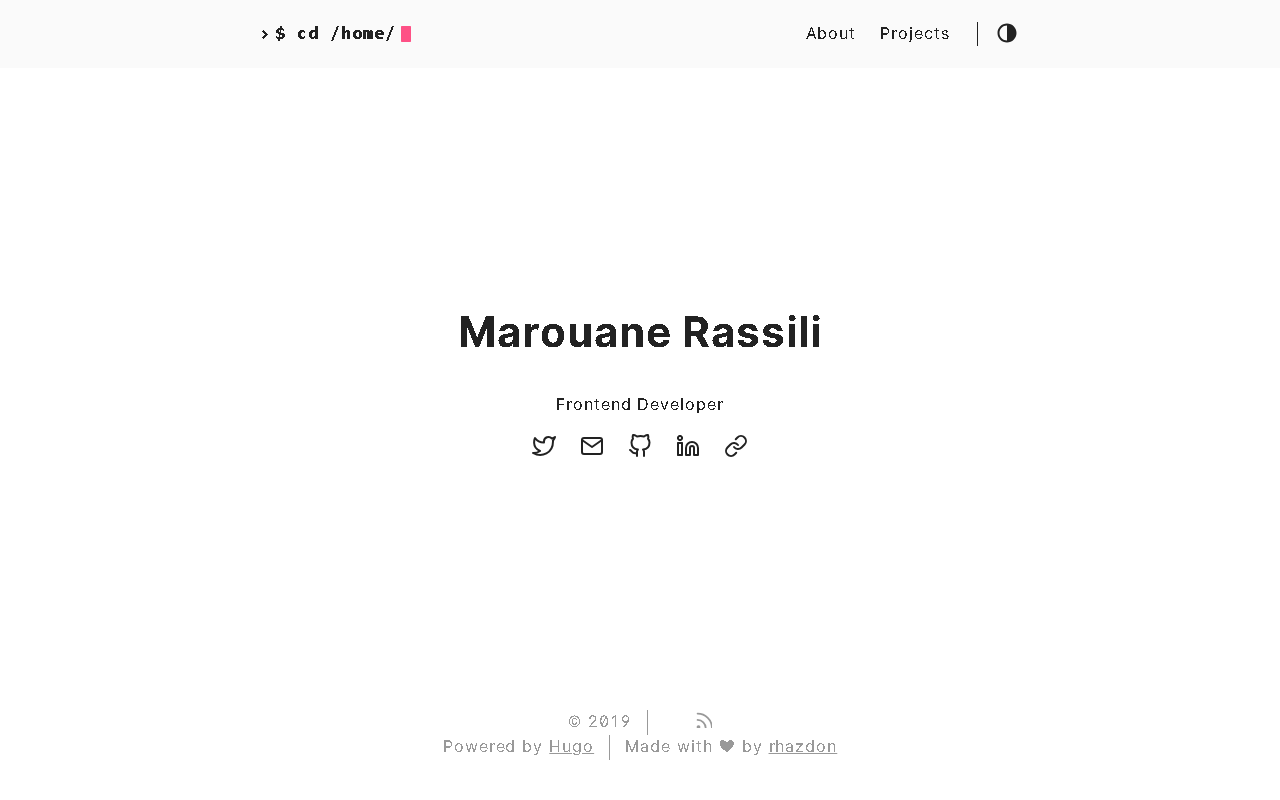 › $ cd /home/
About Projects
Marouane Rassili
Frontend Developer
© 2019
Powered by Hugo Made with ♥ by rhazdon